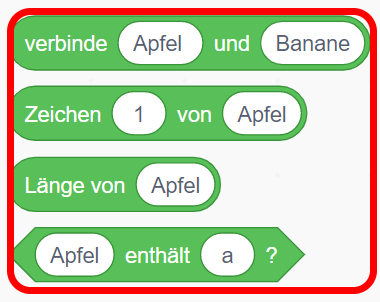 verbinde Apfel und Banane
Zeichen 1 von Apfel
Länge von Apfel
Apfel enthält a ?